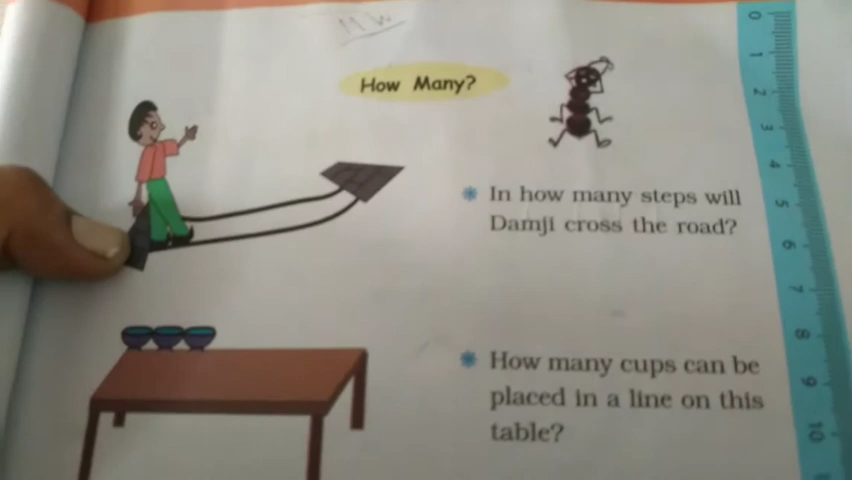 How Many?
In how many steps will
Damji cross the road?
How many cups can be
placed in a line on this
table?
0
1
2
3
4
5
6
7
8
9
10